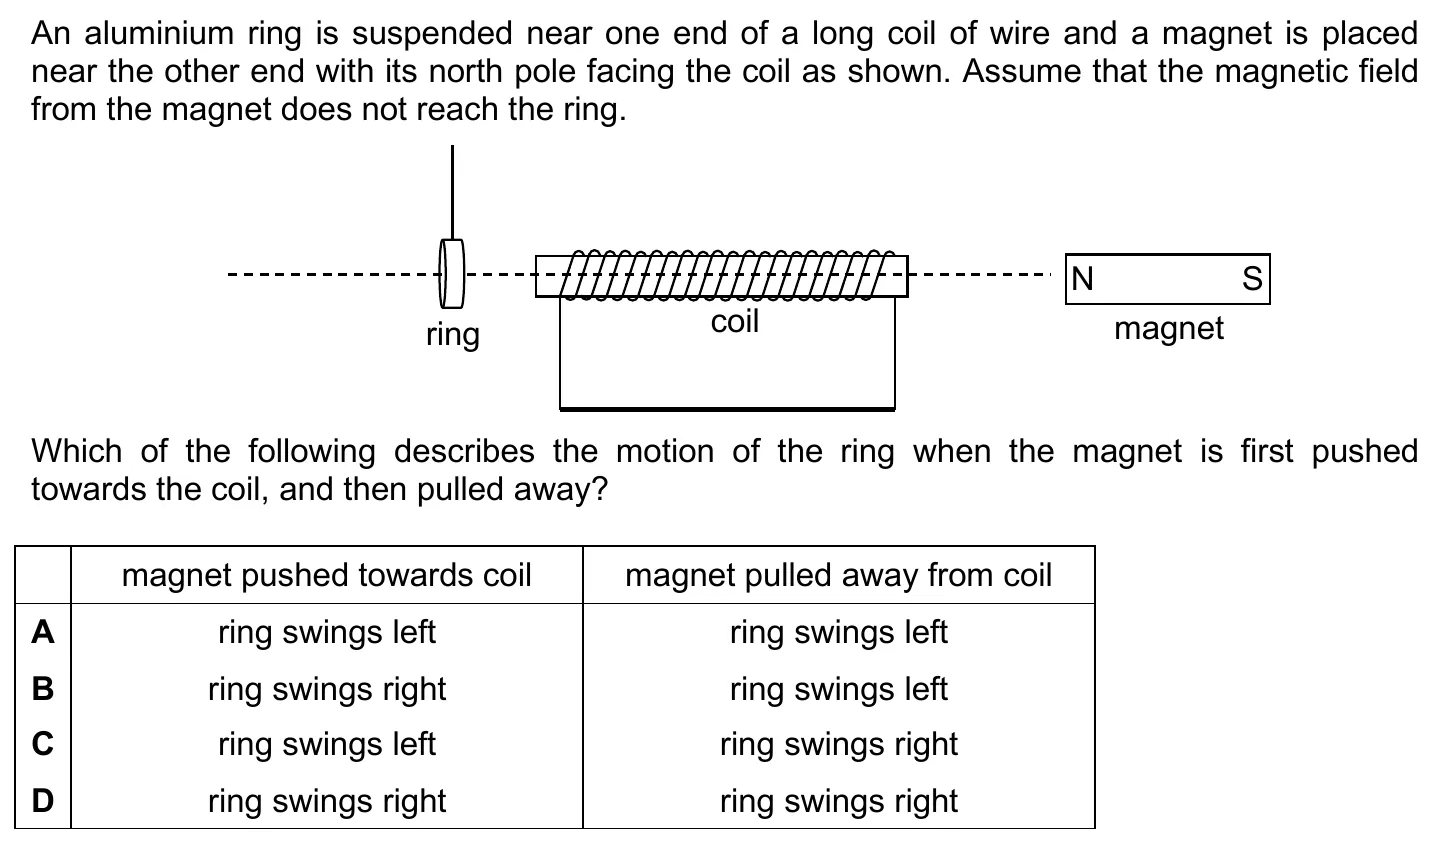 An aluminium ring is suspended near one end of a long coil of wire and a magnet is placed
near the other end with its north pole facing the coil as shown. Assume that the magnetic field
from the magnet does not reach the ring.
N S
ring
coil
magnet
Which of the following describes the motion of the ring when the magnet is first pushed
towards the coil, and then pulled away?
magnet pushed towards coil magnet pulled away from coil
A ring swings left ring swings left
B ring swings right ring swings left
C ring swings left ring swings right
D ring swings right ring swings right